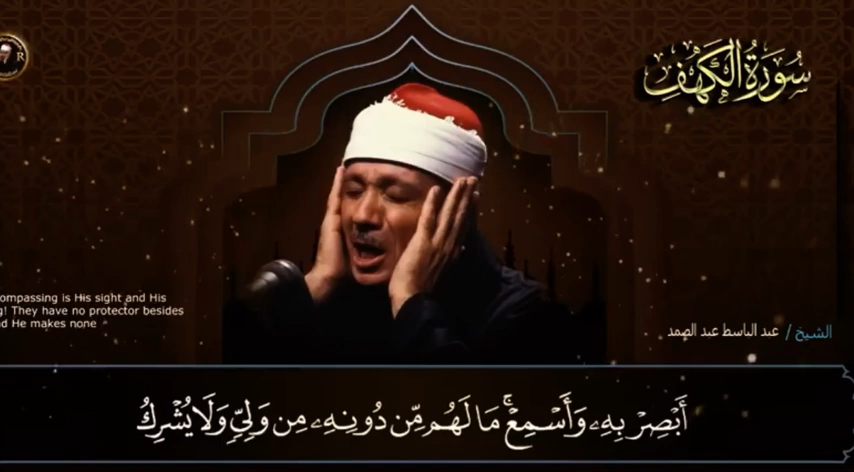 سُورَةُ الكَهْفِ
ompassing is His sight and His
g! They have no protector besides
d He makes none
الشيخ / عبد الباسط عبد الصمد
أَبْصِرْ بِهِۦ وَأَسْمِعْ ۚ مَا لَهُم مِّن دُونِهِۦ مِن وَلِىٍّ وَلَا يُشْرِكُ